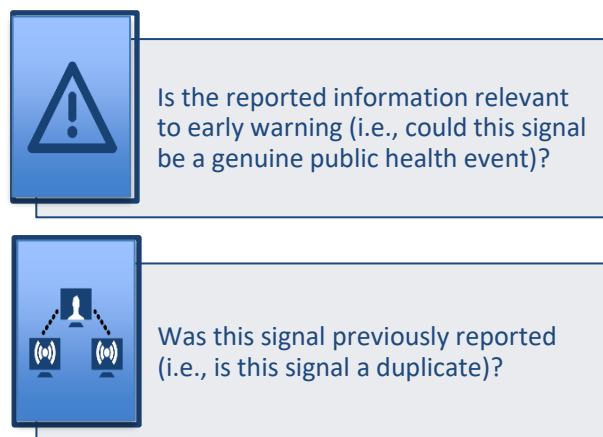 Is the reported information relevant
to early warning (i.e., could this signal
be a genuine public health event)?
Was this signal previously reported
(i.e., is this signal a duplicate)?